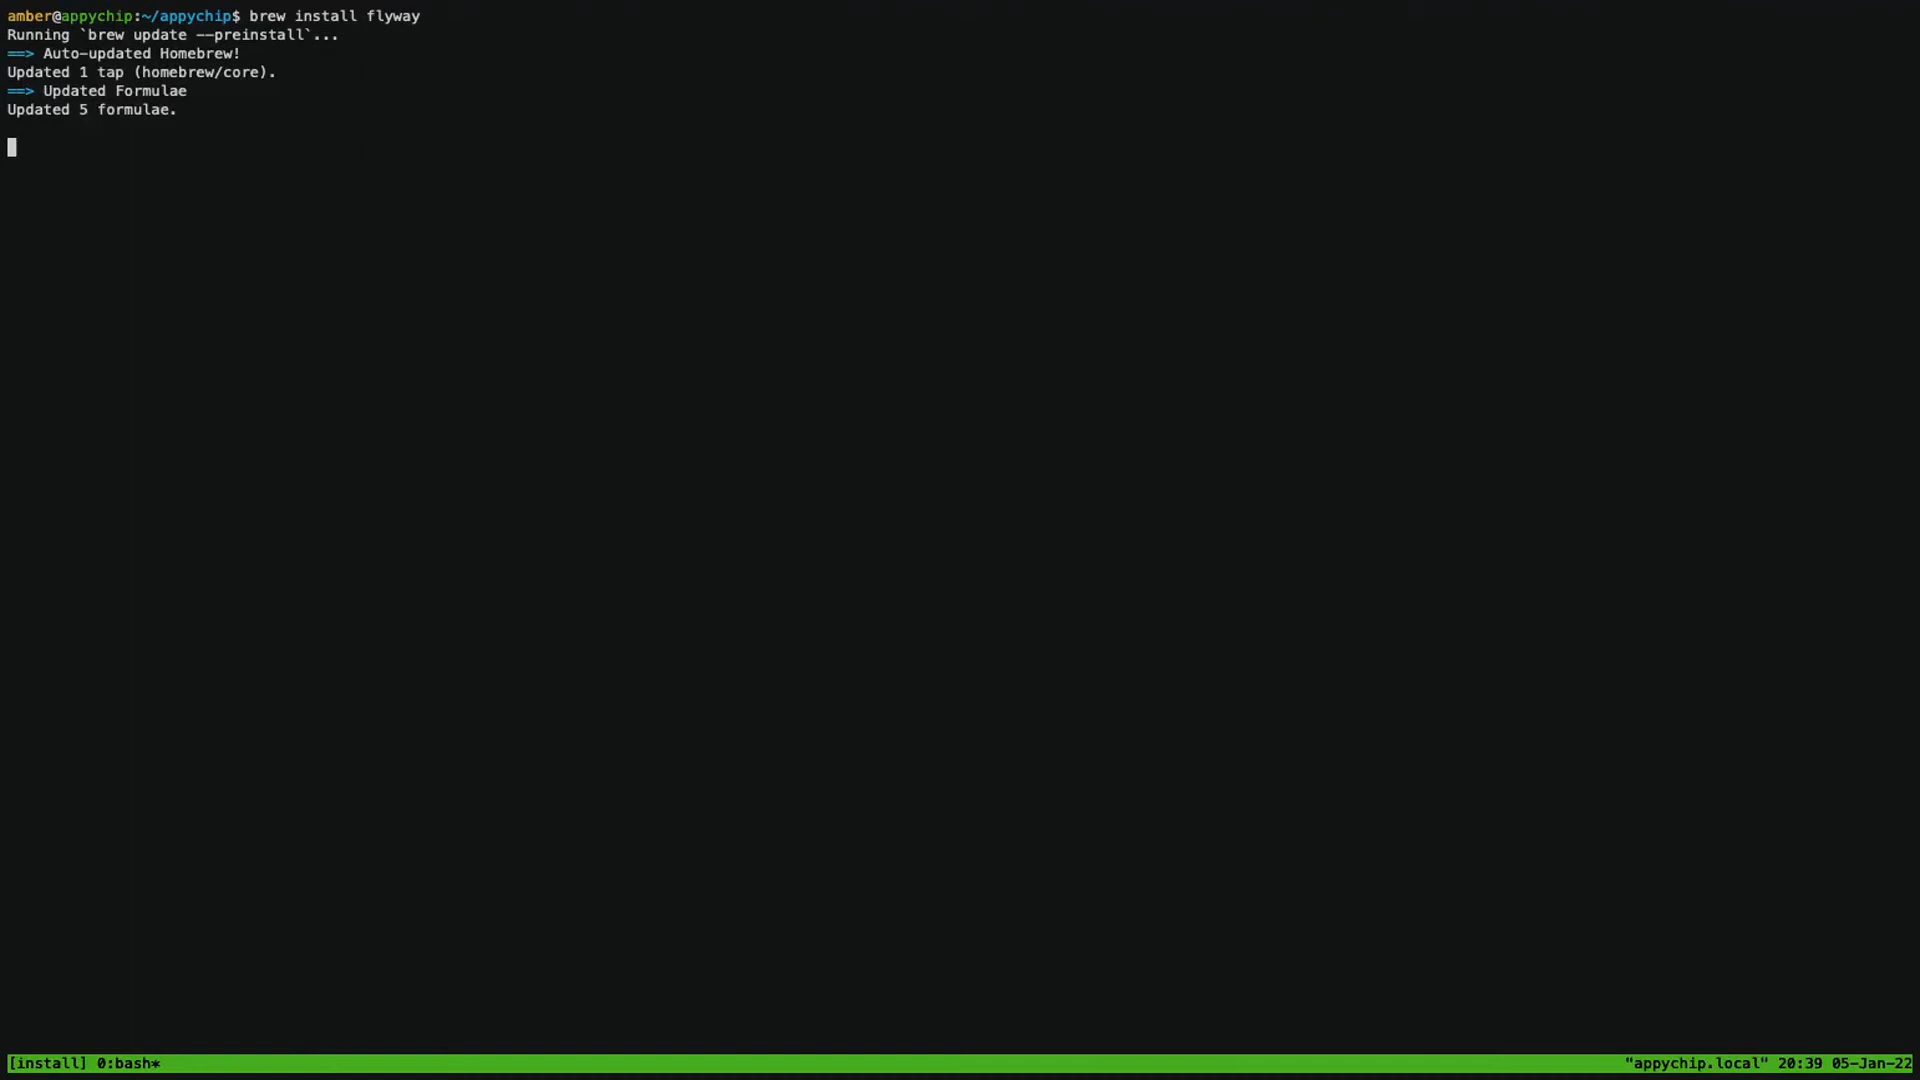 amber@appychip:~/appychip$ brew install flyway
Running `brew update --preinstall`...
==> Auto-updated Homebrew!
Updated 1 tap (homebrew/core).
==> Updated Formulae
Updated 5 formulae.
[install] 0:bash* "appychip.local" 20:39 05-Jan-22